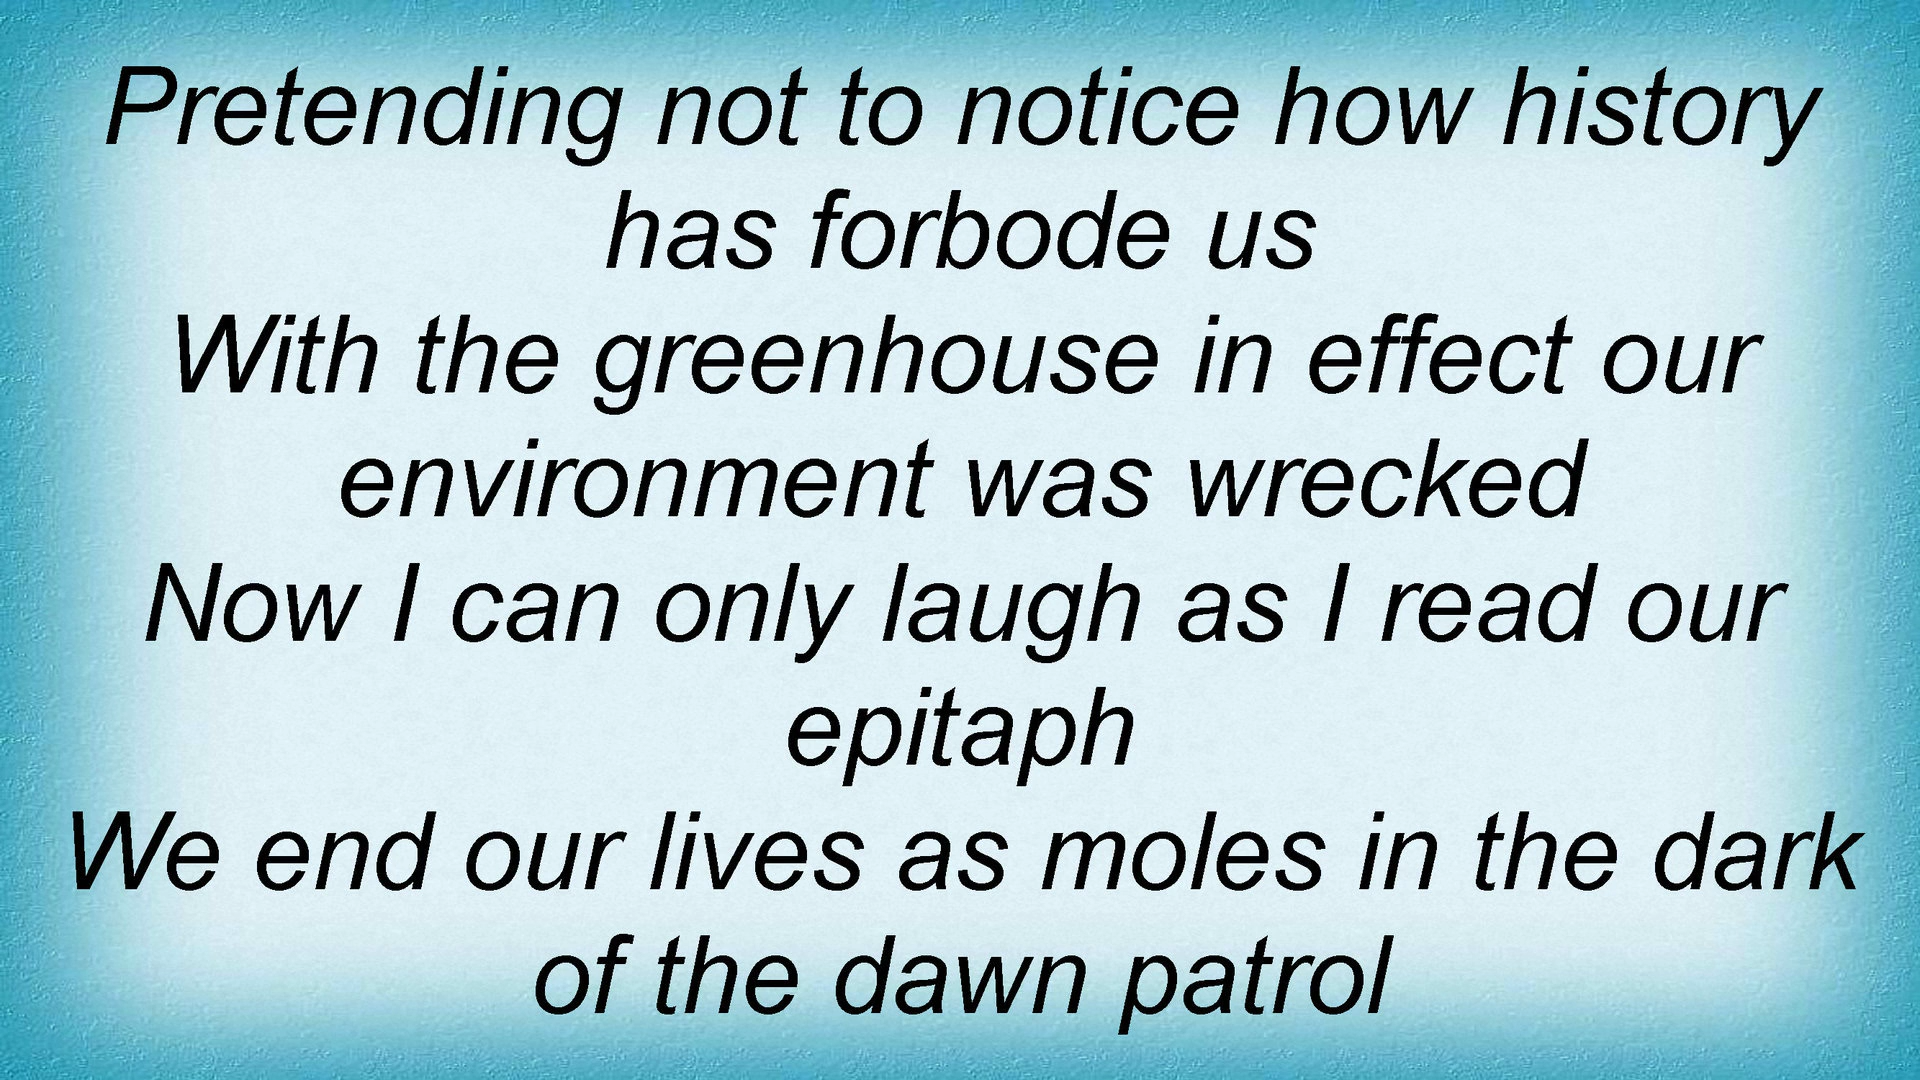 Pretending not to notice how history
has forbode us
With the greenhouse in effect our
environment was wrecked
Now I can only laugh as I read our
epitaph
We end our lives as moles in the dark
of the dawn patrol